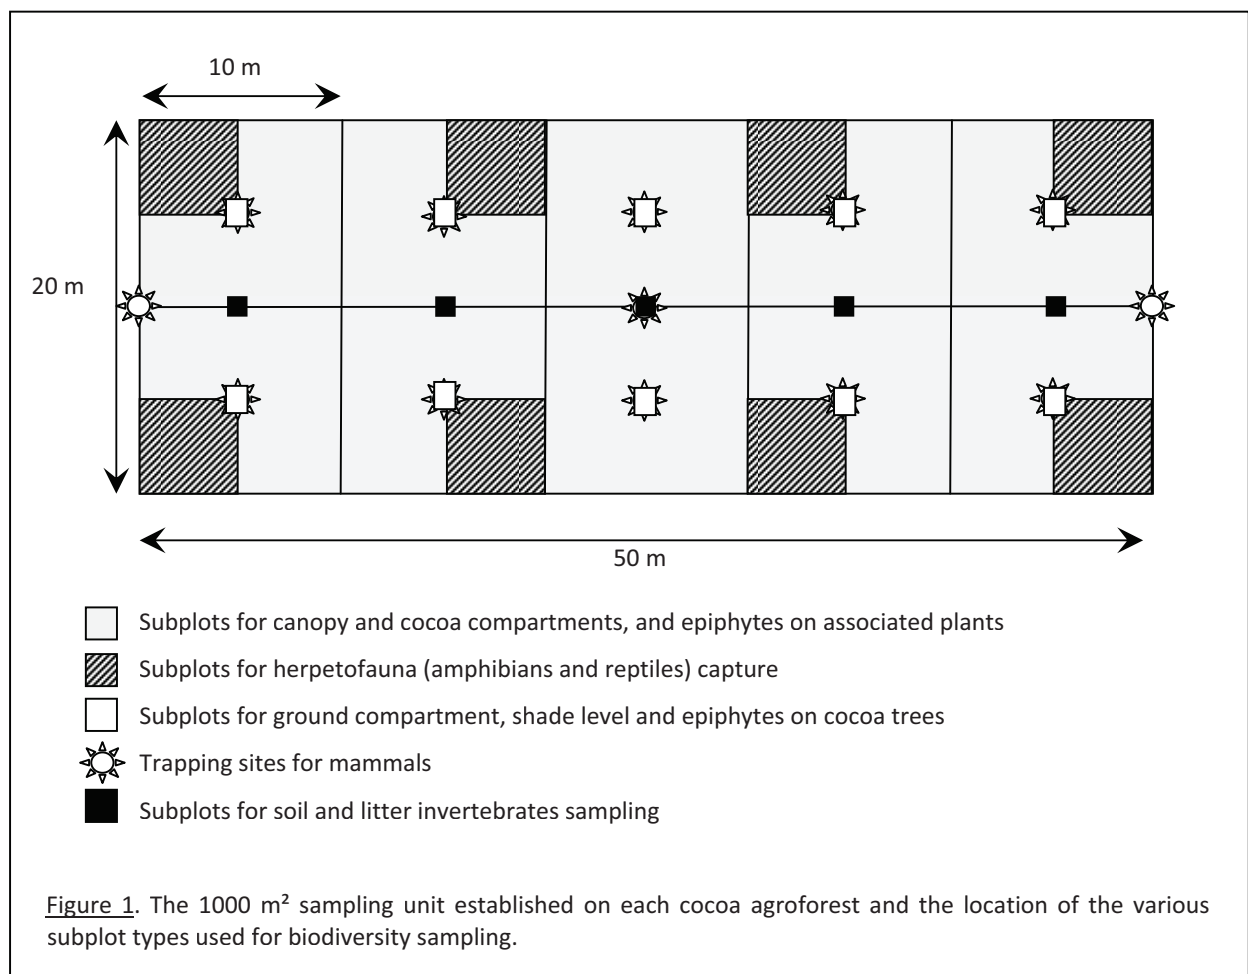 10 m
20 m
50 m
Subplots for canopy and cocoa compartments, and epiphytes on associated plants
Subplots for herpetofauna (amphibians and reptiles) capture
Subplots for ground compartment, shade level and epiphytes on cocoa trees
Trapping sites for mammals
Subplots for soil and litter invertebrates sampling
Figure 1. The 1000 m² sampling unit established on each cocoa agroforest and the location of the various
subplot types used for biodiversity sampling.